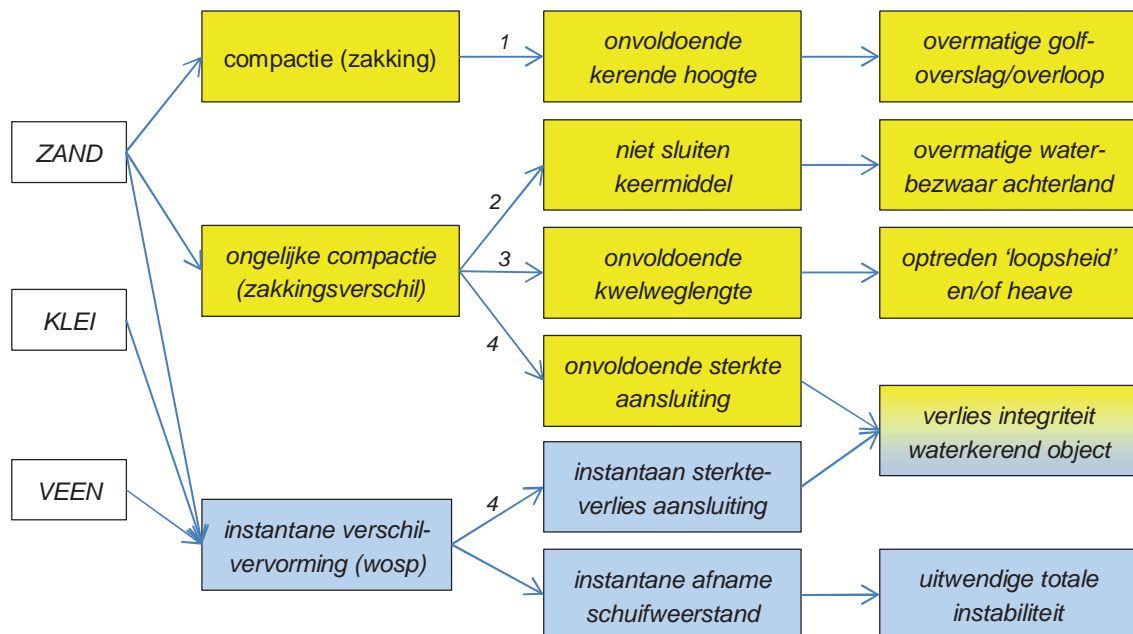 ZAND
KLEI
VEEN
compactie (zakking)
ongelijke compactie
(zakkingsverschil)
instantane verschil-
vervorming (wosp)
1
2
3
4
4
onvoldoende
kerende hoogte
niet sluiten
keermiddel
onvoldoende
kwelweglengte
onvoldoende sterkte
aansluiting
instantaan sterkte-
verlies aansluiting
instantane afname
schuifweerstand
overmatige golf-
overslag/overloop
overmatige water-
bezwaar achterland
optreden ‘loopsheid’
en/of heave
verlies integriteit
waterkerend object
uitwendige totale
instabiliteit